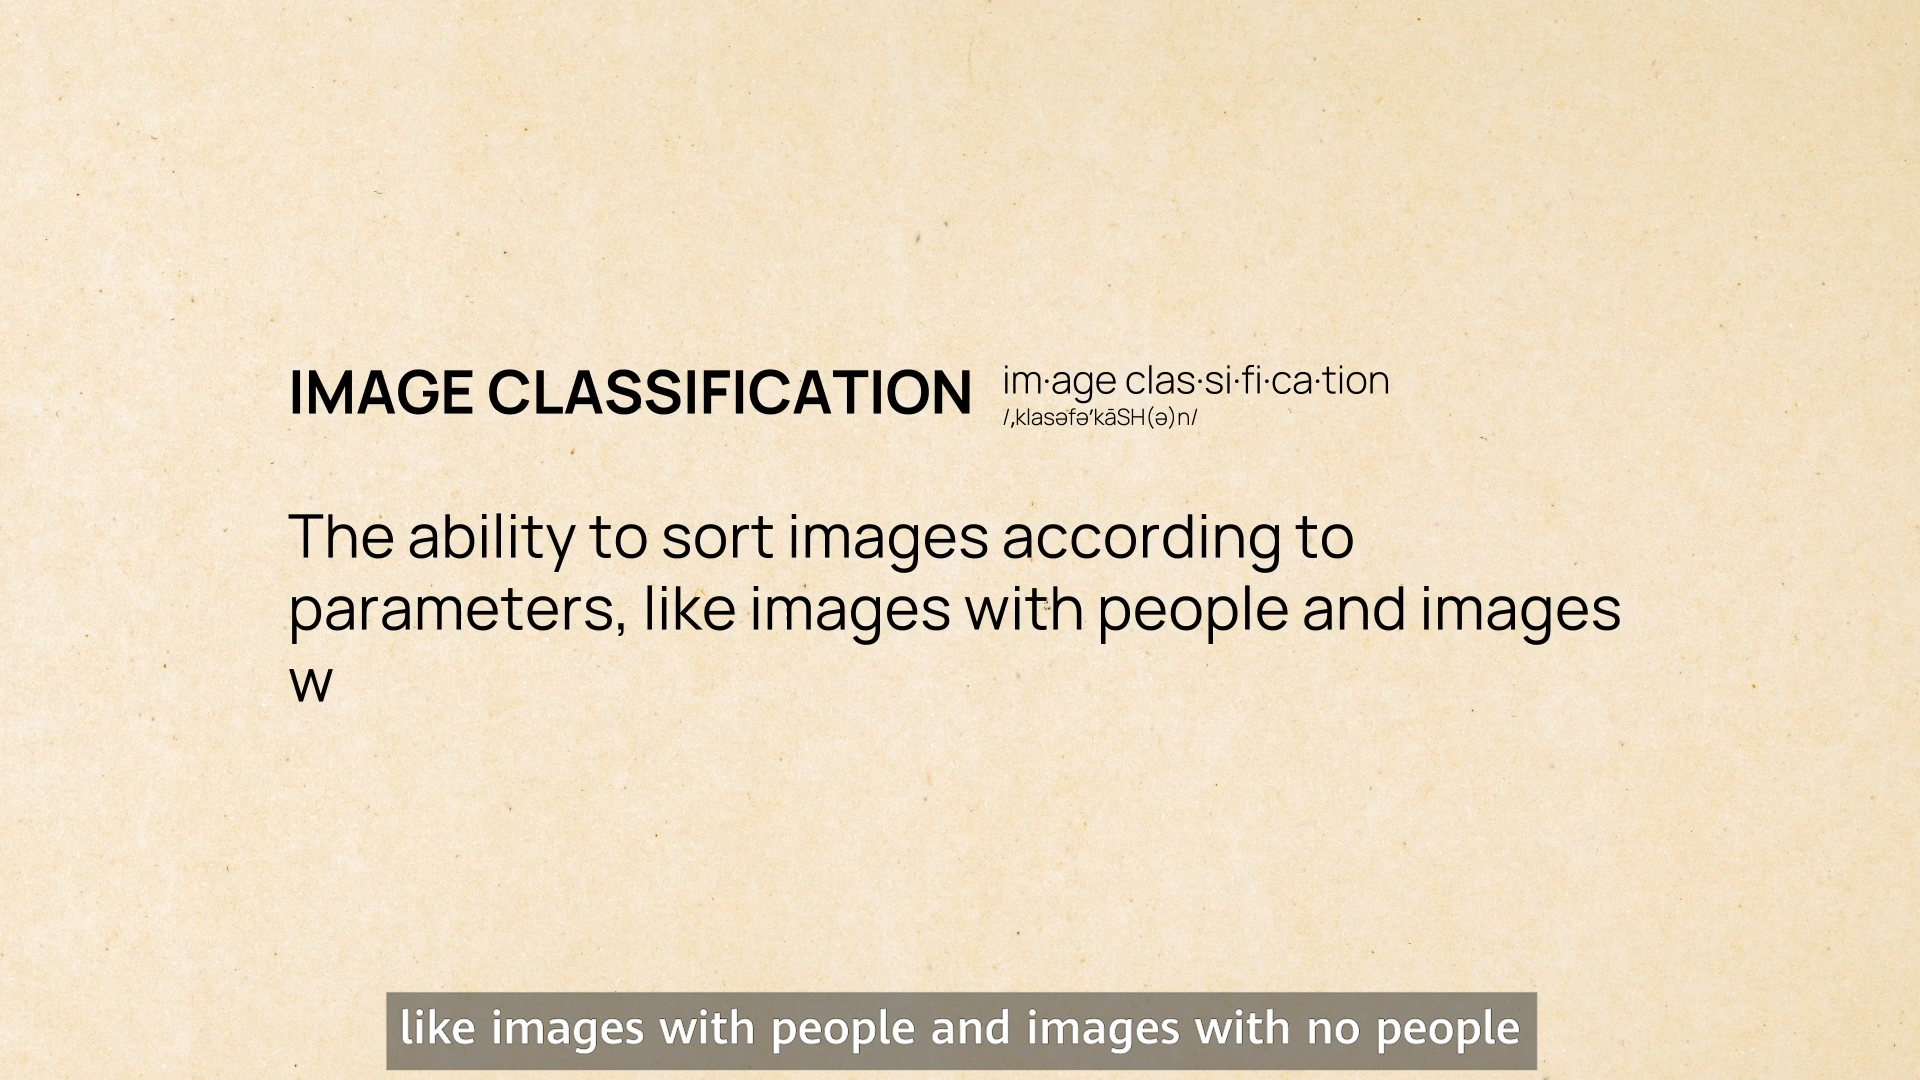 IMAGE CLASSIFICATION
im·age clas·si·fi·ca·tion
/ˌklasəfəˈkāSH(ə)n/
The ability to sort images according to
parameters, like images with people and images
w
like images with people and images with no people